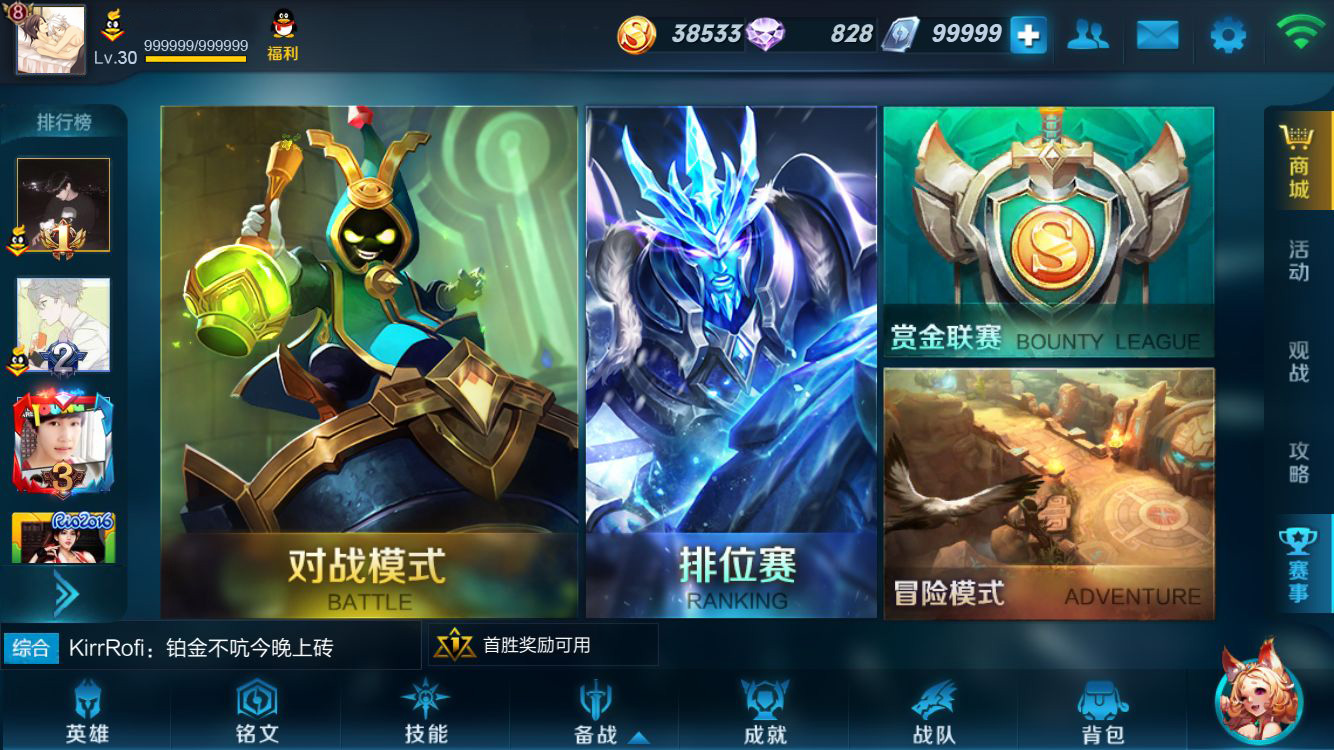 8
Lv.30
999999/999999
福利
38533
828
99999
排行榜
1
2
3
Rio2016
对战模式
BATTLE
排位赛
RANKING
赏金联赛 BOUNTY LEAGUE
冒险模式 ADVENTURE
商城
活动
观战
攻略
赛事
综合 KirrRofi：铂金不吭今晚上砖
1 首胜奖励可用
英雄
铭文
技能
备战
成就
战队
背包